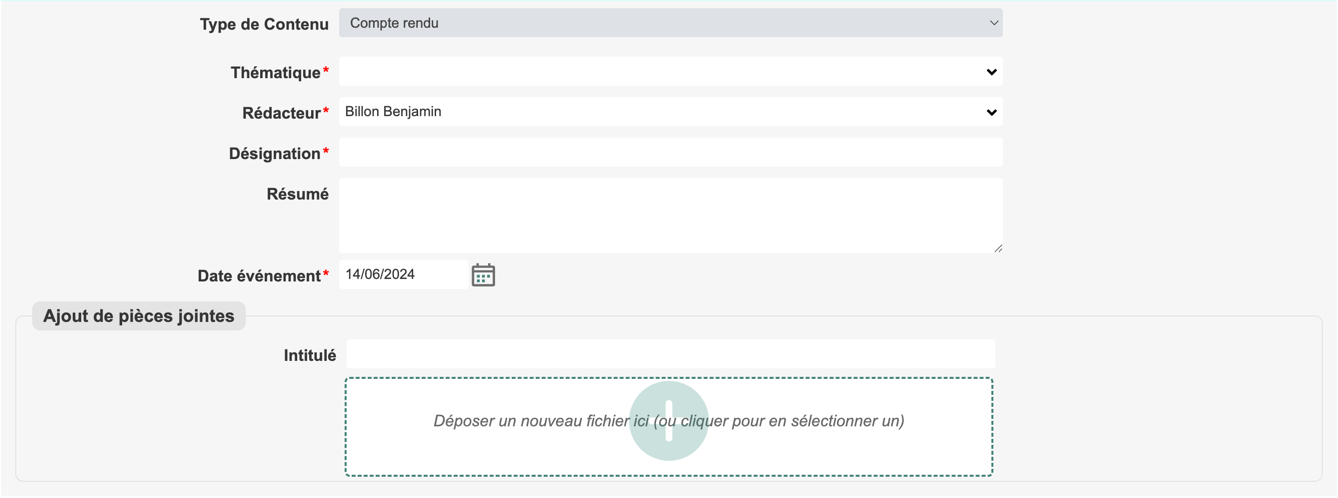 Type de Contenu Compte rendu
Thématique*
Rédacteur* Billon Benjamin
Désignation*
Résumé
Date événement* 14/06/2024
Ajout de pièces jointes
Intitulé
Déposer un nouveau fichier ici (ou cliquer pour en sélectionner un)